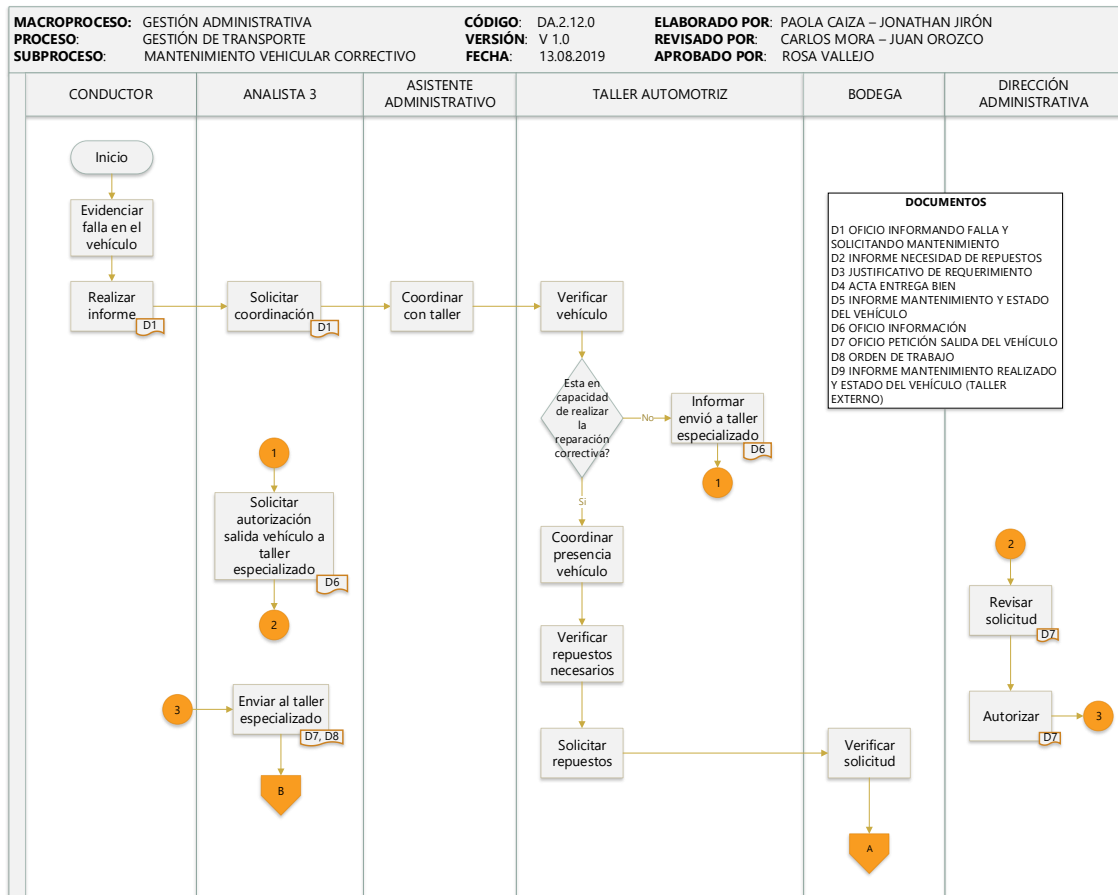 MACROPROCESO: GESTIÓN ADMINISTRATIVA
PROCESO: GESTIÓN DE TRANSPORTE
SUBPROCESO: MANTENIMIENTO VEHICULAR CORRECTIVO
CÓDIGO: DA.2.12.0
VERSIÓN: V 1.0
FECHA: 13.08.2019
ELABORADO POR: PAOLA CAIZA – JONATHAN JIRÓN
REVISADO POR: CARLOS MORA – JUAN OROZCO
APROBADO POR: ROSA VALLEJO
CONDUCTOR
ANALISTA 3
ASISTENTE
ADMINISTRATIVO
TALLER AUTOMOTRIZ
BODEGA
DIRECCIÓN
ADMINISTRATIVA
Inicio
Evidenciar
falla en el
vehículo
Realizar
informe
D1
Solicitar
coordinación
D1
Coordinar
con taller
Verificar
vehículo
DOCUMENTOS
D1 OFICIO INFORMANDO FALLA Y
SOLICITANDO MANTENIMIENTO
D2 INFORME NECESIDAD DE REPUESTOS
D3 JUSTIFICATIVO DE REQUERIMIENTO
D4 ACTA ENTREGA BIEN
D5 INFORME MANTENIMIENTO Y ESTADO
DEL VEHÍCULO
D6 OFICIO INFORMACIÓN
D7 OFICIO PETICIÓN SALIDA DEL VEHÍCULO
D8 ORDEN DE TRABAJO
D9 INFORME MANTENIMIENTO REALIZADO
Y ESTADO DEL VEHÍCULO (TALLER
EXTERNO)
Esta en
capacidad
de realizar
la
reparación
correctiva?
No
Informar
envió a taller
especializado
D6
1
1
Solicitar
autorización
salida vehículo a
taller
especializado
D6
2
Si
Coordinar
presencia
vehículo
2
Revisar
solicitud
D7
Verificar
repuestos
necesarios
3
Enviar al taller
especializado
D7, D8
B
Solicitar
repuestos
Verificar
solicitud
A
Autorizar
D7
3